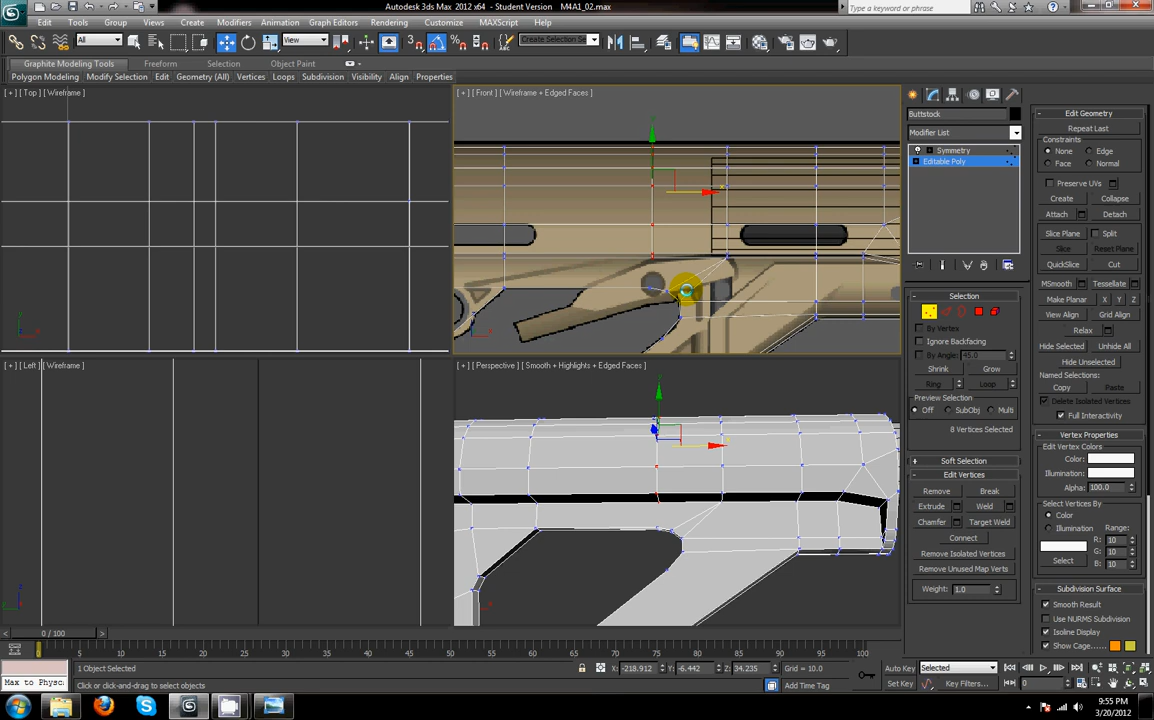 Autodesk 3ds Max 2012 x64 - Student Version M4A1_02.max
Type a keyword or phrase
Edit Tools Group Views Create Modifiers Animation Graph Editors Rendering Customize MAXScript Help
All View Create Selection Se
Graphite Modeling Tools Freeform Selection Object Paint
Polygon Modeling Modify Selection Edit Geometry (All) Vertices Loops Subdivision Visibility Align Properties
[ + ] [ Top ] [ Wireframe ]
[ + ] [ Front ] [ Wireframe + Edged Faces ]
[ + ] [ Left ] [ Wireframe ]
[ + ] [ Perspective ] [ Smooth + Highlights + Edged Faces ]
Buttstock
Modifier List
Symmetry
Editable Poly
Selection
By Vertex
Ignore Backfacing
By Angle: 45.0
Shrink Grow
Ring Loop
Preview Selection
Off SubObj Multi
8 Vertices Selected
Soft Selection
Edit Vertices
Remove Break
Extrude Weld
Chamfer Target Weld
Connect
Remove Isolated Vertices
Remove Unused Map Verts
Weight: 1.0
Edit Geometry
Repeat Last
Constraints
None Edge
Face Normal
Preserve UVs
Create Collapse
Attach Detach
Slice Plane Split
Slice Reset Plane
QuickSlice Cut
MSmooth Tessellate
Make Planar X Y Z
View Align Grid Align
Relax
Hide Selected Unhide All
Hide Unselected
Named Selections:
Copy Paste
Delete Isolated Vertices
Full Interactivity
Vertex Properties
Edit Vertex Colors
Color:
Illumination:
Alpha: 100.0
Select Vertices By
Color
Illumination Range:
R: 10
G: 10
Select B: 10
Subdivision Surface
Smooth Result
Use NURMS Subdivision
Isoline Display
Show Cage......
0 / 100
0 5 10 15 20 25 30 35 40 45 50 55 60 65 70 75 80 85 90 95 100
1 Object Selected X: -218.912 Y: -6.442 Z: 34.235 Grid = 10.0 Auto Key Selected
Max to Physc Click or click-and-drag to select objects Add Time Tag Set Key Key Filters... 0
9:55 PM
3/20/2012